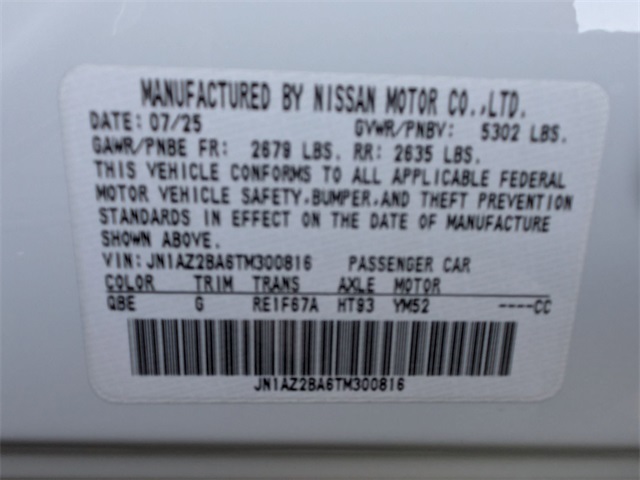 MANUFACTURED BY NISSAN MOTOR CO.,LTD.
DATE: 07/25 GVWR/PNBV: 5302 LBS.
GAWR/PNBE FR: 2679 LBS. RR: 2635 LBS.
THIS VEHICLE CONFORMS TO ALL APPLICABLE FEDERAL
MOTOR VEHICLE SAFETY,BUMPER,AND THEFT PREVENTION
STANDARDS IN EFFECT ON THE DATE OF MANUFACTURE
SHOWN ABOVE.
VIN:JN1AZ2BA6TM300816 PASSENGER CAR
COLOR TRIM TRANS AXLE MOTOR
QBE G RE1F67A HT93 YM52 ----CC
JN1AZ2BA6TM300816